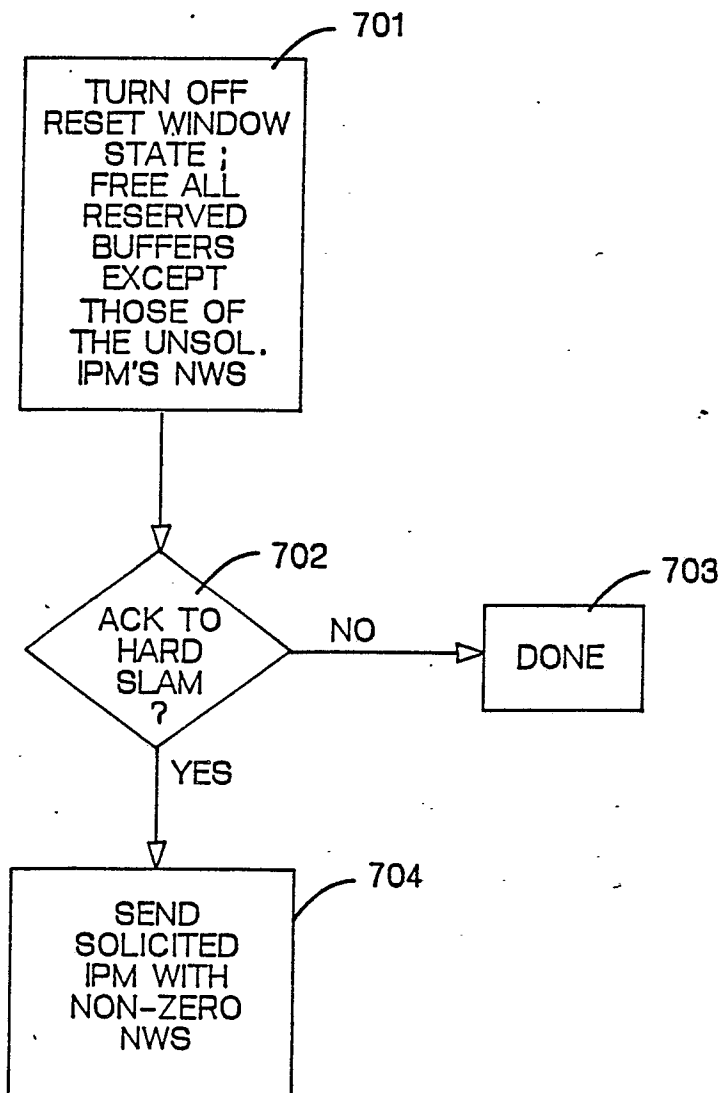 701
TURN OFF
RESET WINDOW
STATE ;
FREE ALL
RESERVED
BUFFERS
EXCEPT
THOSE OF
THE UNSOL.
IPM'S NWS
702
ACK TO
HARD
SLAM
?
NO
703
DONE
YES
704
SEND
SOLICITED
IPM WITH
NON-ZERO
NWS